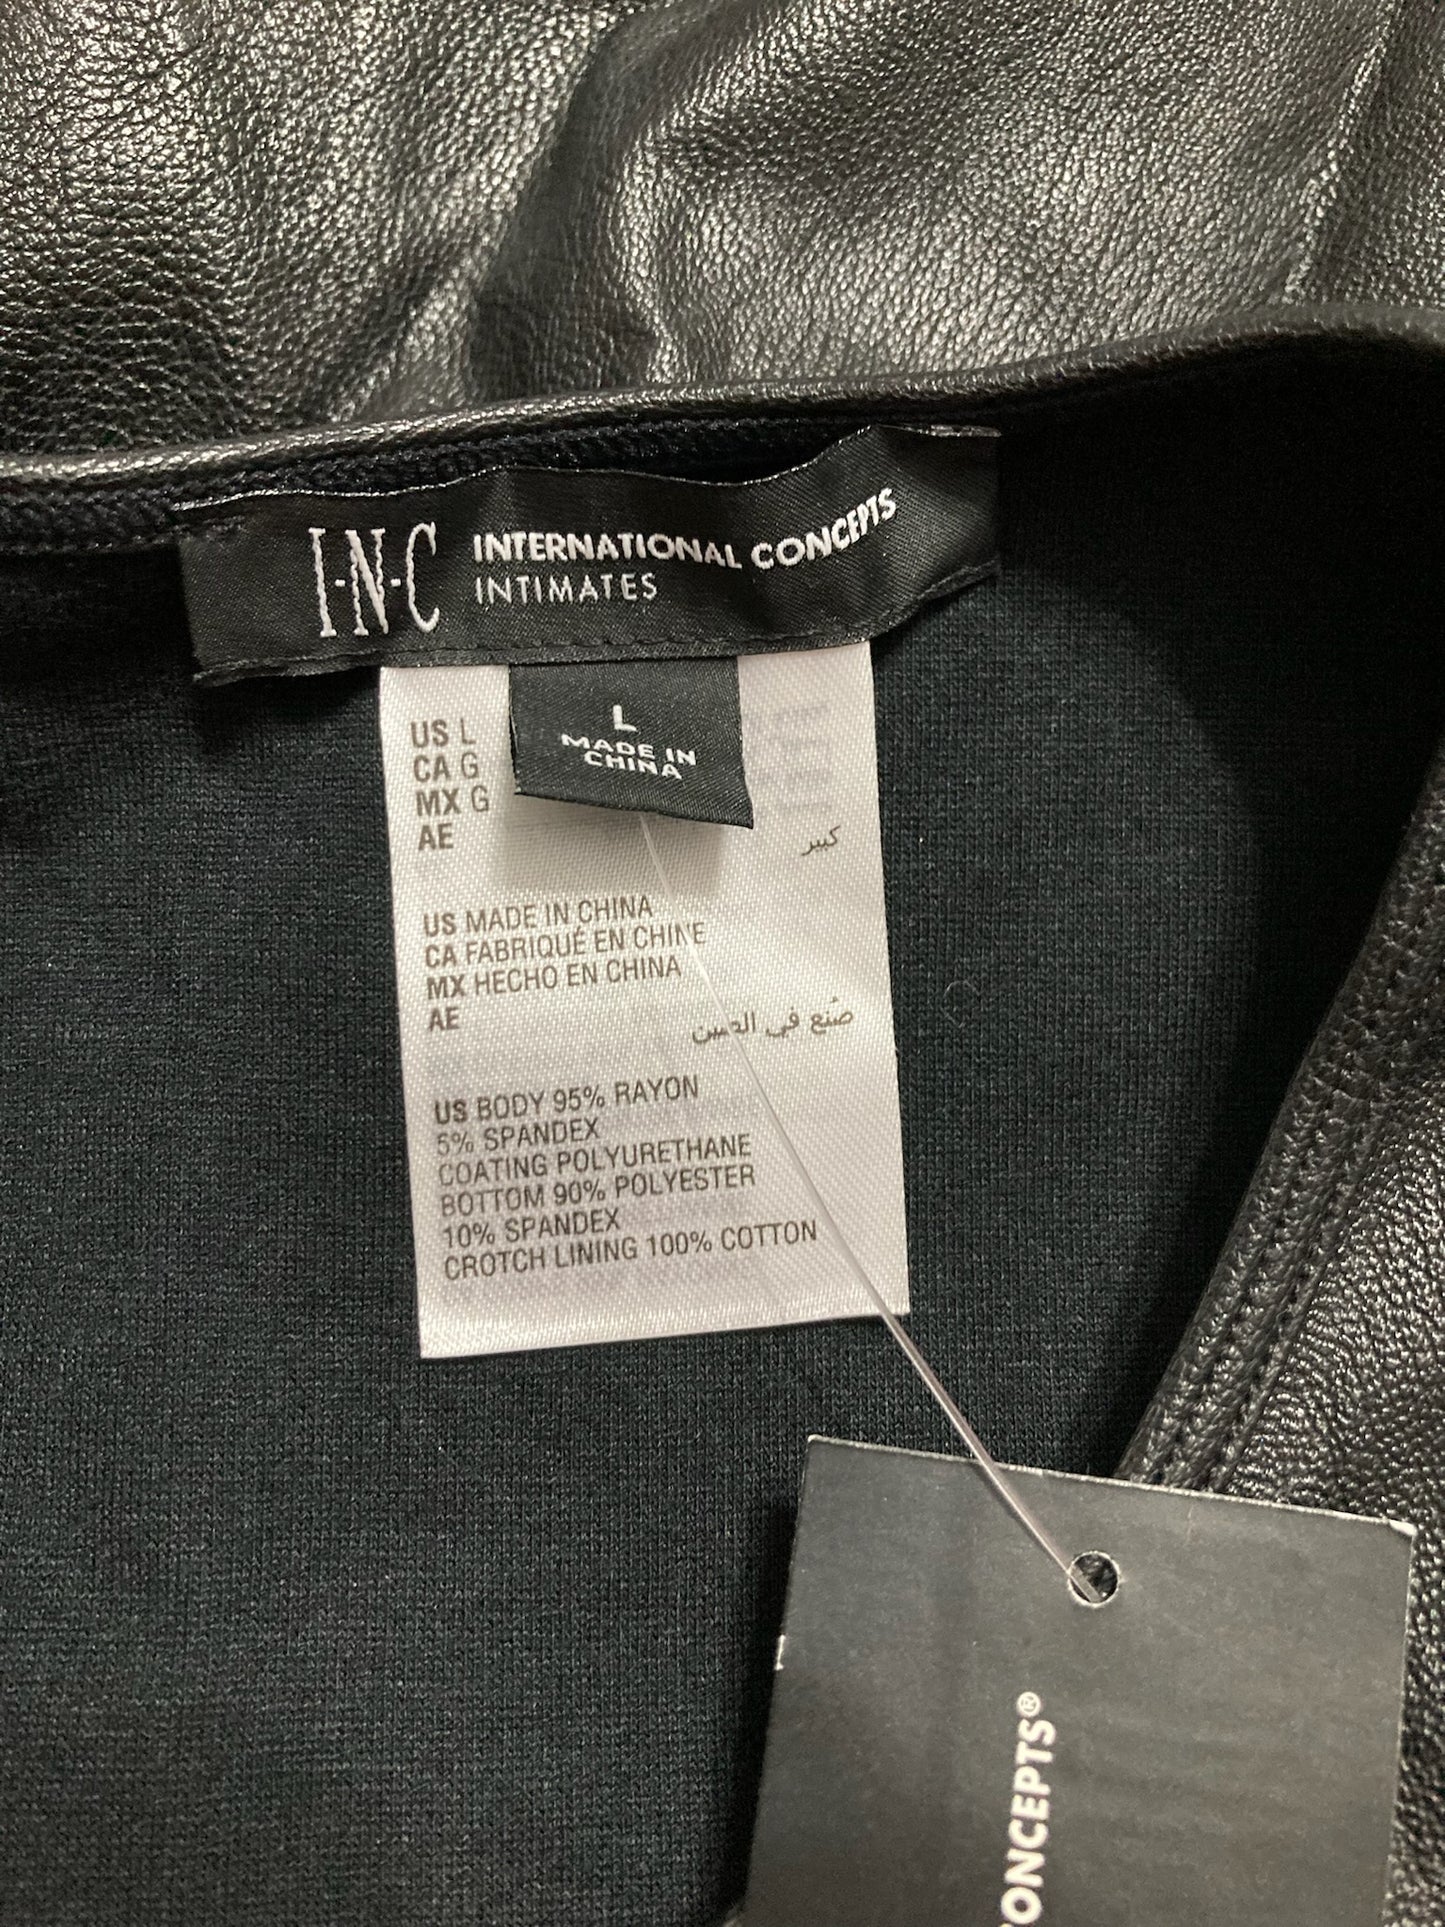 I·N·C INTERNATIONAL CONCEPTS
INTIMATES
L
MADE IN
CHINA
US L
CA G
MX G
AE كبير
US MADE IN CHINA
CA FABRIQUÉ EN CHINE
MX HECHO EN CHINA
AE صُنع في الصين
US BODY 95% RAYON
5% SPANDEX
COATING POLYURETHANE
BOTTOM 90% POLYESTER
10% SPANDEX
CROTCH LINING 100% COTTON
ONCEPTS®